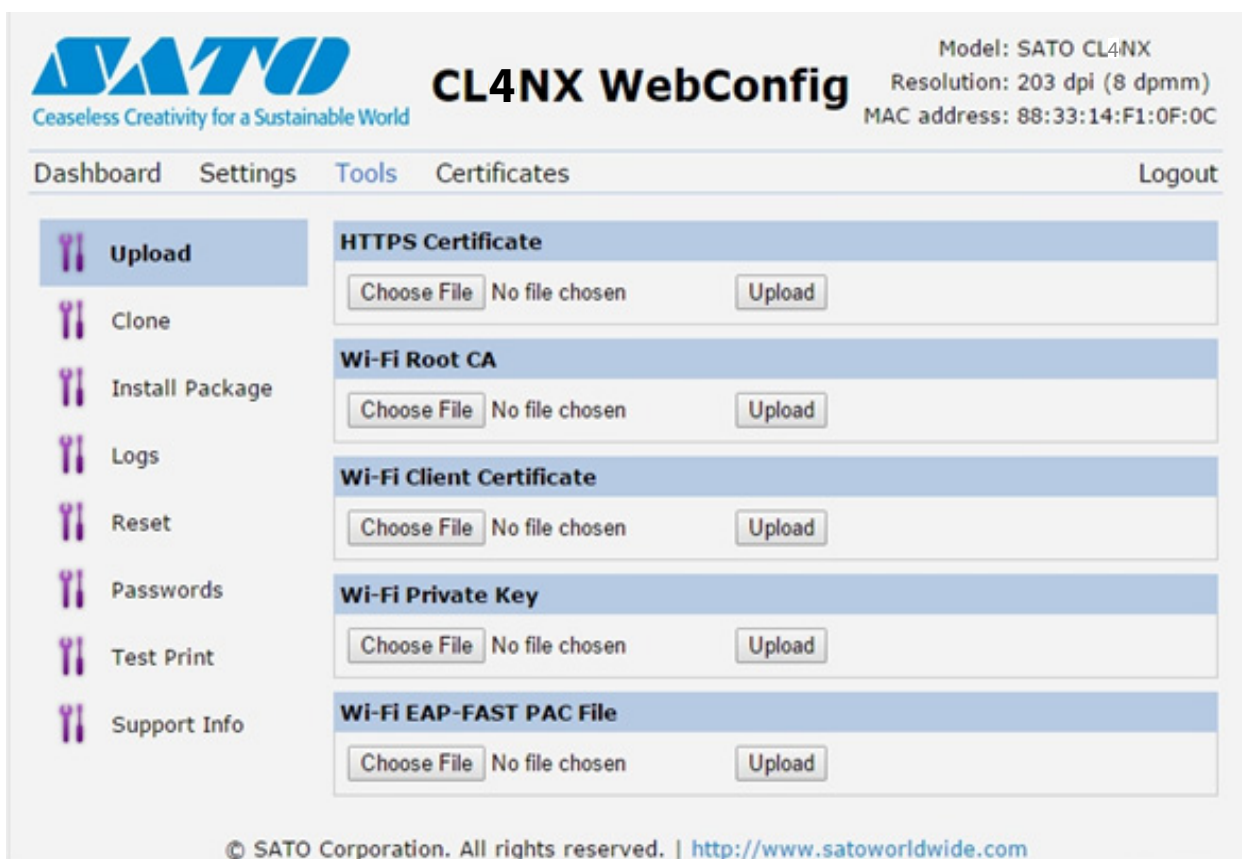 SATO
Ceaseless Creativity for a Sustainable World
CL4NX WebConfig
Model: SATO CL4NX
Resolution: 203 dpi (8 dpmm)
MAC address: 88:33:14:F1:0F:0C
Dashboard Settings Tools Certificates Logout
Upload
Clone
Install Package
Logs
Reset
Passwords
Test Print
Support Info
HTTPS Certificate
Choose File No file chosen Upload
Wi-Fi Root CA
Choose File No file chosen Upload
Wi-Fi Client Certificate
Choose File No file chosen Upload
Wi-Fi Private Key
Choose File No file chosen Upload
Wi-Fi EAP-FAST PAC File
Choose File No file chosen Upload
© SATO Corporation. All rights reserved. | http://www.satoworldwide.com